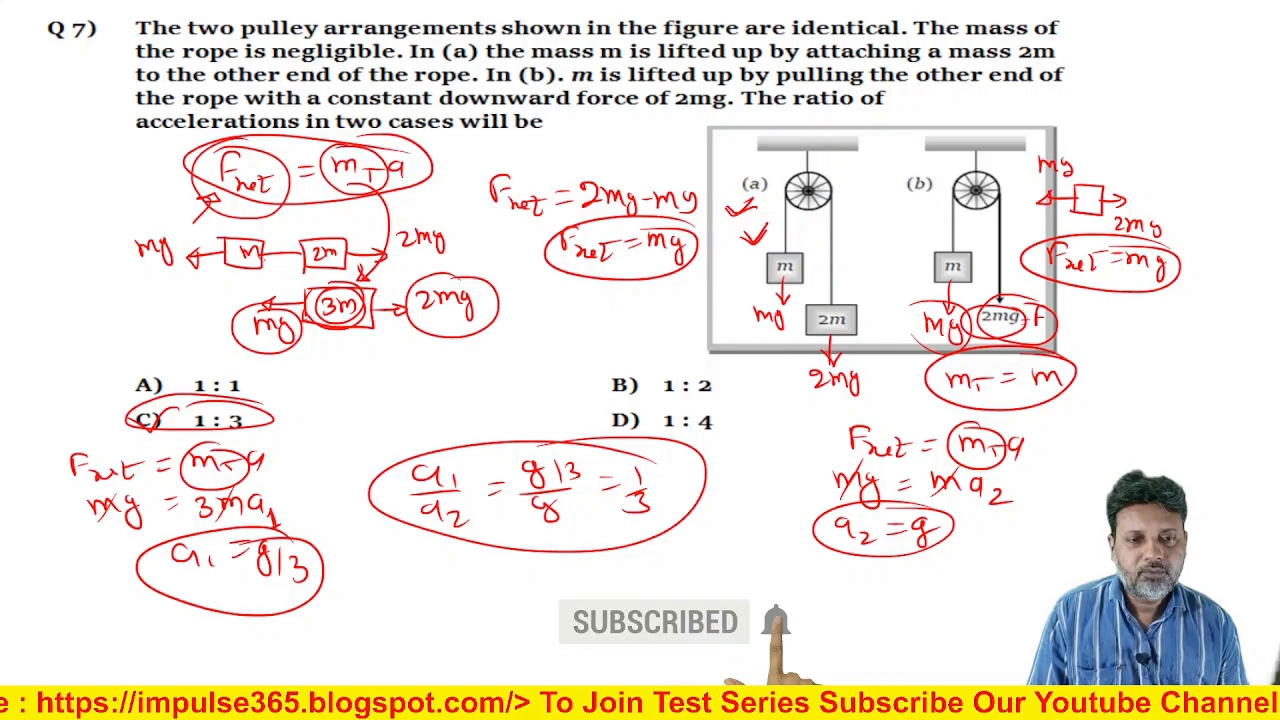 Q 7) The two pulley arrangements shown in the figure are identical. The mass of
the rope is negligible. In (a) the mass m is lifted up by attaching a mass 2m
to the other end of the rope. In (b). m is lifted up by pulling the other end of
the rope with a constant downward force of 2mg. The ratio of
accelerations in two cases will be
Fnet = mT a
mg m 2m 2mg
mg 3m 2mg
Fnet = 2mg-mg
Fnet = mg
(a)
m
mg
2m
2mg
(b)
m
mg
2mg = F
mT = m
mg
2mg
Fnet = mg
A) 1 : 1
B) 1 : 2
C) 1 : 3
D) 1 : 4
Fnet = mT a
mg = 3ma1
a1 = g/3
a1/a2 = g/3/g = 1/3
Fnet = mT a
mg = ma2
a2 = g
SUBSCRIBED
e : https://impulse365.blogspot.com/> To Join Test Series Subscribe Our Youtube Channel